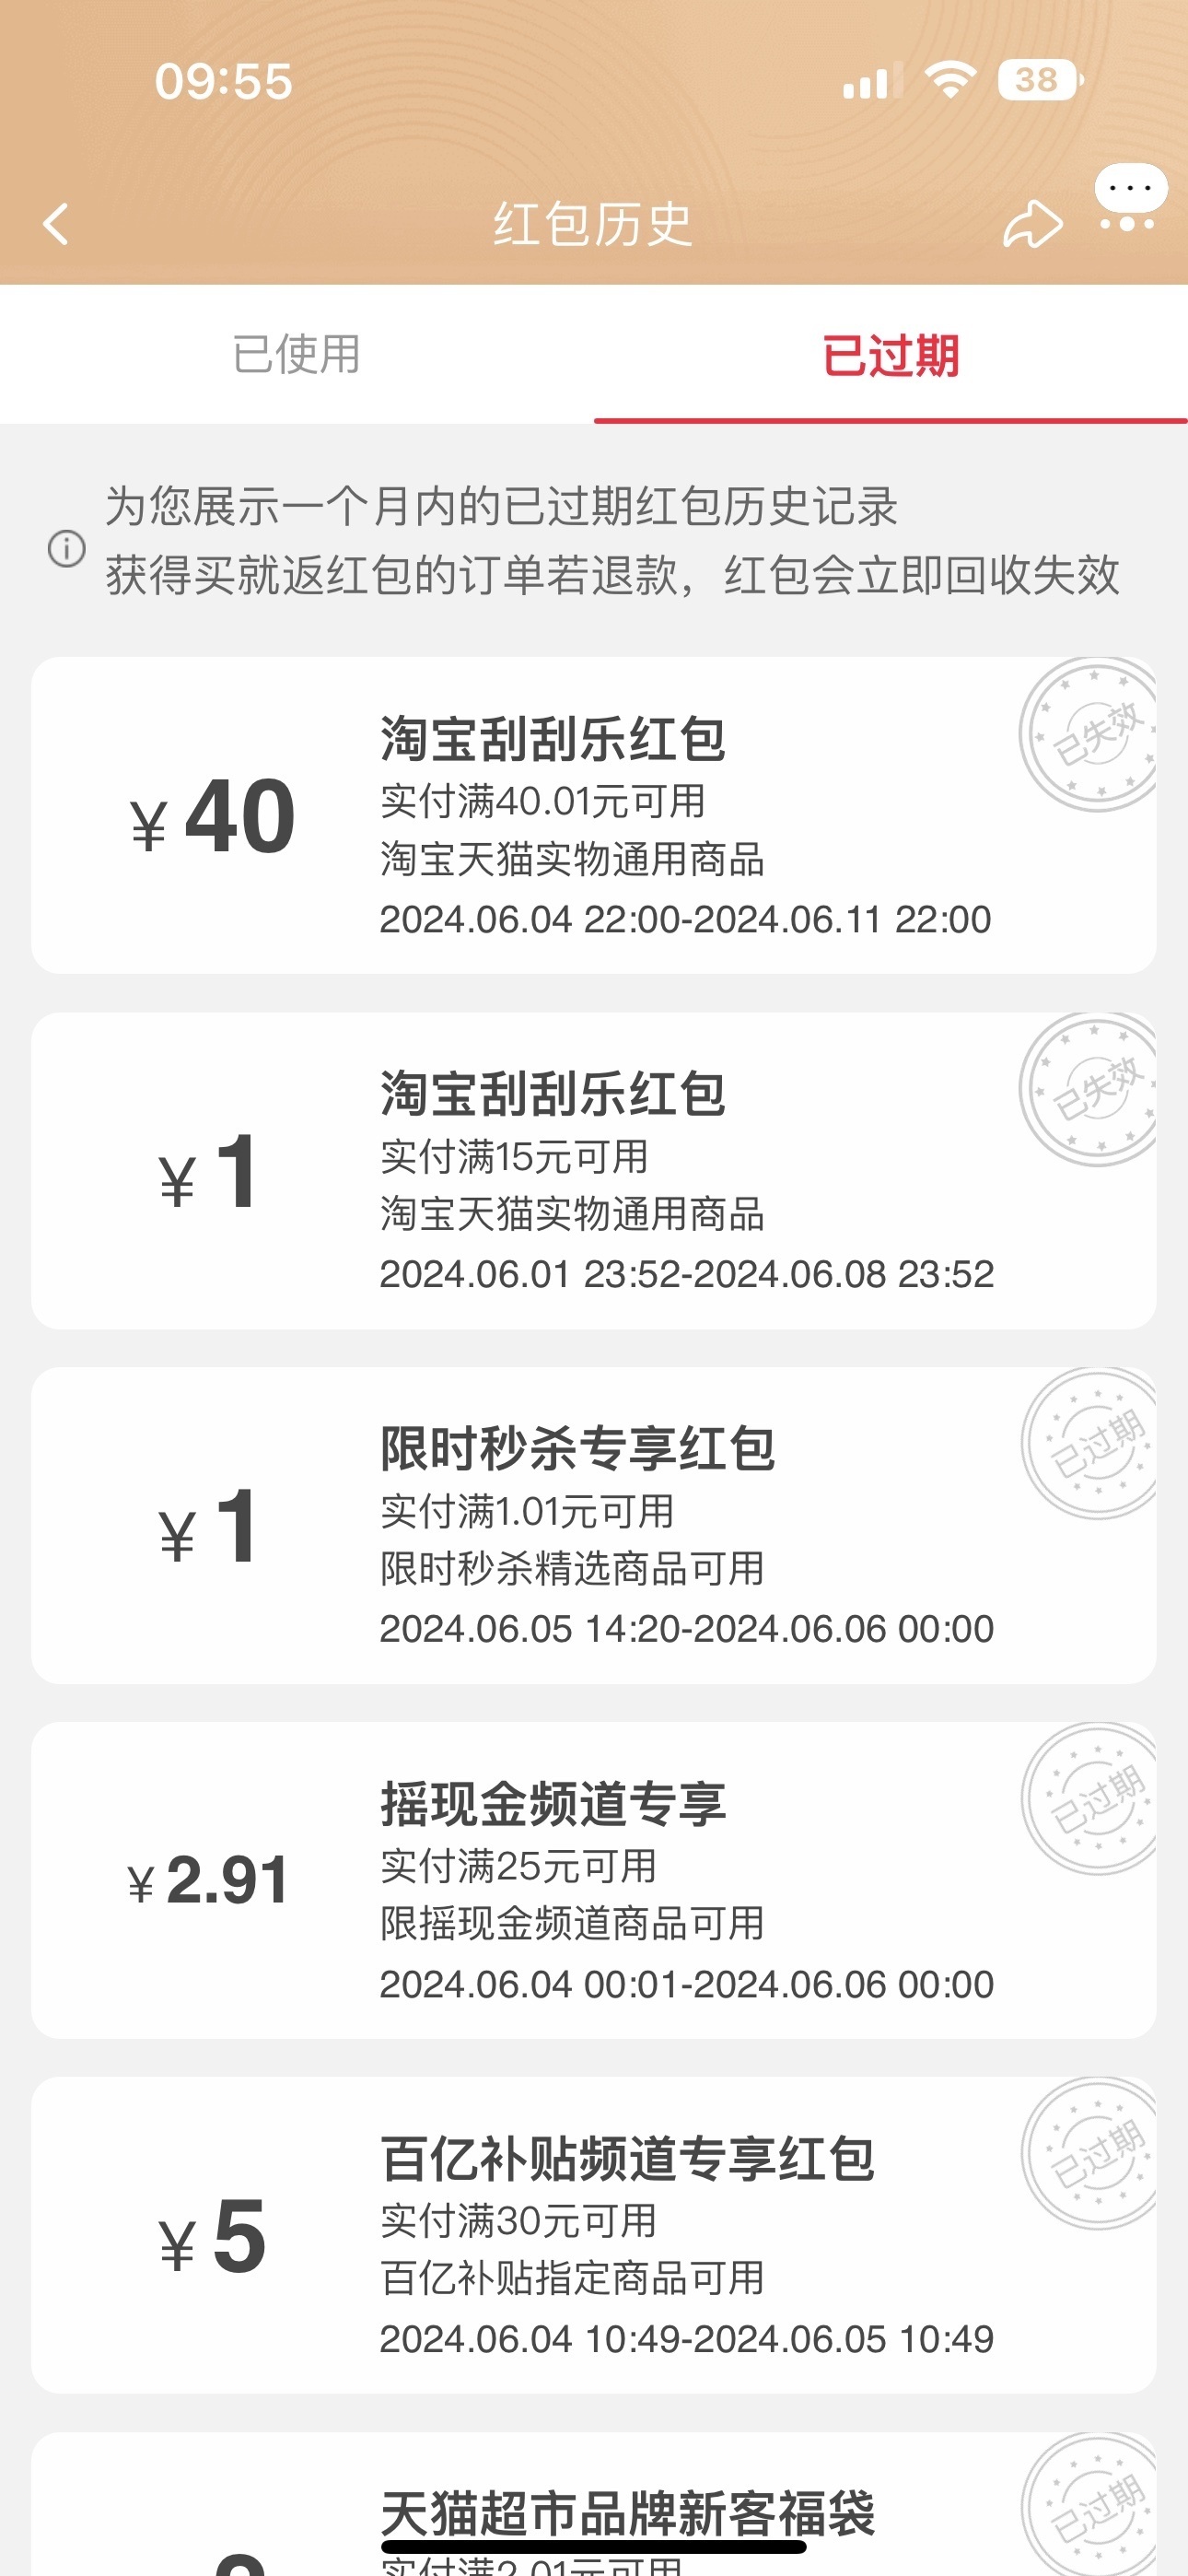 09:55
38
红包历史
已使用
已过期
为您展示一个月内的已过期红包历史记录
获得买就返红包的订单若退款，红包会立即回收失效
已失效
淘宝刮刮乐红包
¥ 40
实付满40.01元可用
淘宝天猫实物通用商品
2024.06.04 22:00-2024.06.11 22:00
已失效
淘宝刮刮乐红包
¥ 1
实付满15元可用
淘宝天猫实物通用商品
2024.06.01 23:52-2024.06.08 23:52
已过期
限时秒杀专享红包
¥ 1
实付满1.01元可用
限时秒杀精选商品可用
2024.06.05 14:20-2024.06.06 00:00
已过期
摇现金频道专享
¥ 2.91
实付满25元可用
限摇现金频道商品可用
2024.06.04 00:01-2024.06.06 00:00
已过期
百亿补贴频道专享红包
¥ 5
实付满30元可用
百亿补贴指定商品可用
2024.06.04 10:49-2024.06.05 10:49
已过期
天猫超市品牌新客福袋
实付满2.01元可用